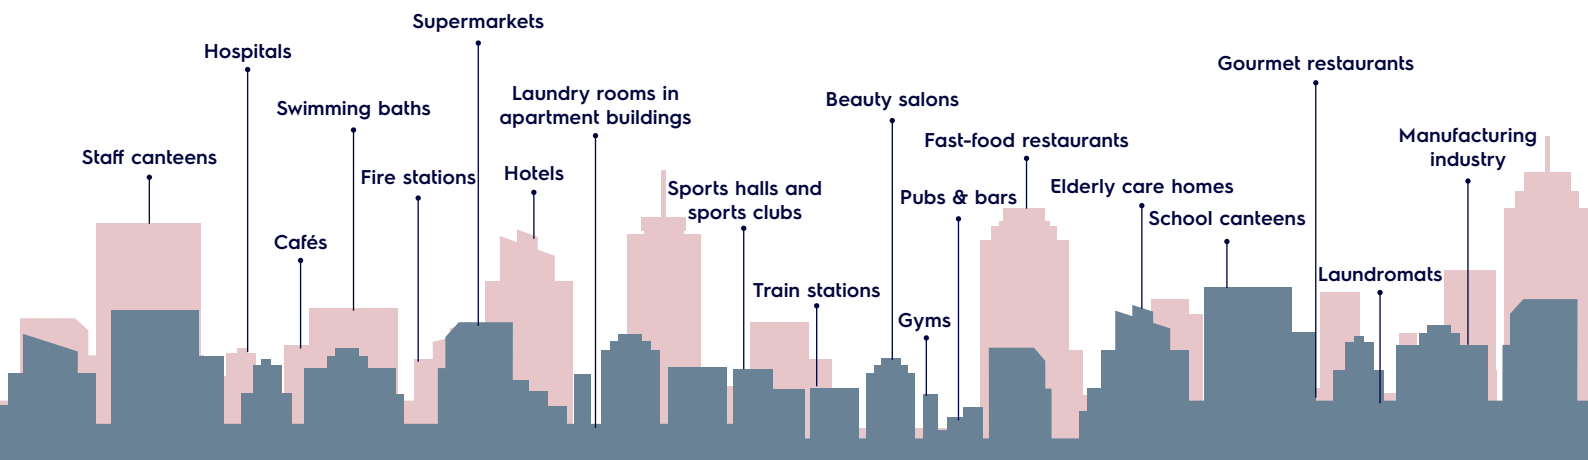 Supermarkets
Hospitals
Gourmet restaurants
Laundry rooms in
apartment buildings
Beauty salons
Swimming baths
Manufacturing
industry
Fast-food restaurants
Staff canteens
Hotels
Fire stations
Sports halls and
sports clubs
Elderly care homes
Pubs & bars
School canteens
Cafés
Laundromats
Train stations
Gyms